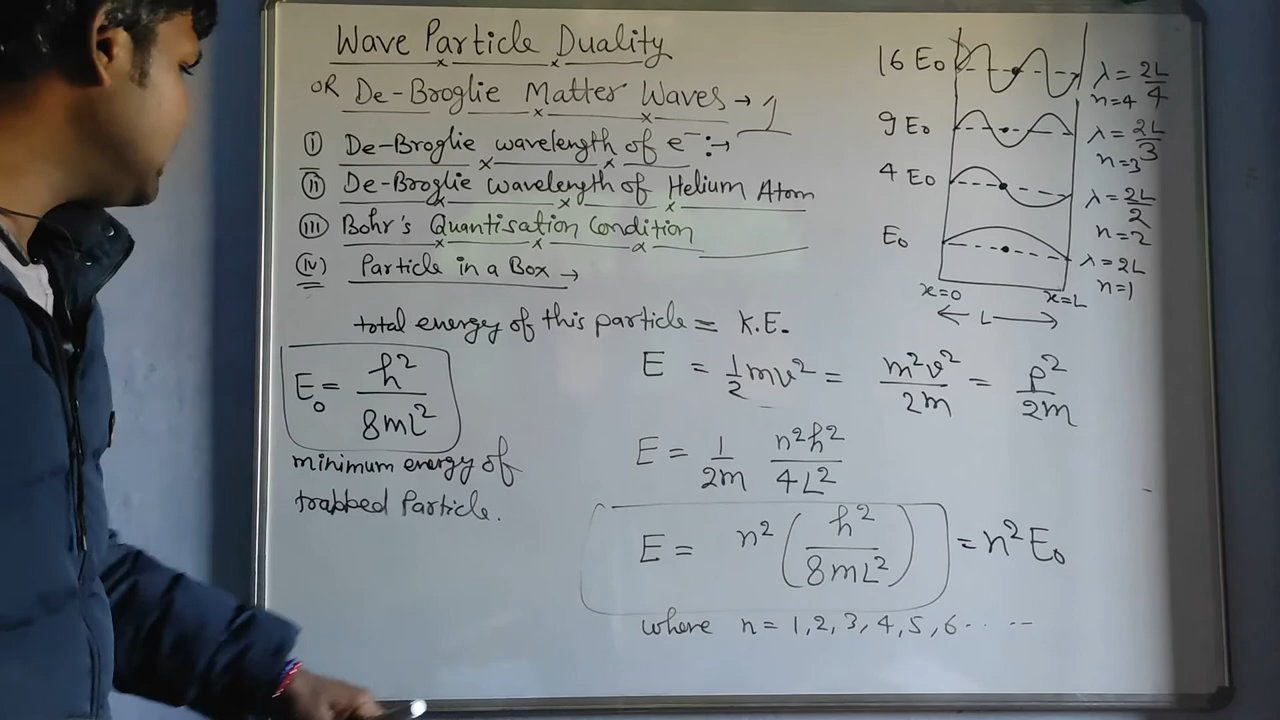 Wave Particle Duality
OR De-Broglie Matter Waves → 1
(i) De-Broglie wavelength of e⁻ :→
(ii) De-Broglie wavelength of Helium Atom
(iii) Bohr's Quantisation Condition
(iv) Particle in a Box →
total energy of this particle = K.E.
E₀ = h²/8mL²
minimum energy of
trabbed Particle.
E = 1/2 mv² = m²v²/2m = p²/2m
E = 1/2m n²h²/4L²
E = n² (h²/8mL²) = n²E₀
where n = 1, 2, 3, 4, 5, 6 - - - -
16 E₀ λ = 2L/4
n=4
9 E₀ λ = 2L/3
n=3
4 E₀ λ = 2L/2
n=2
E₀ λ = 2L
n=1
x=0 x=L
← L →